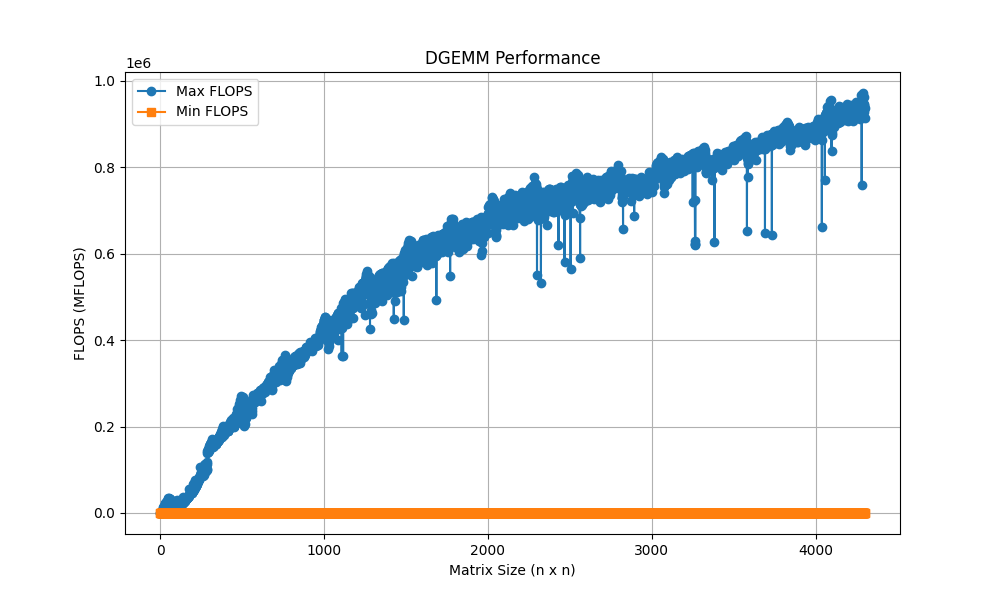 DGEMM Performance
1e6
Max FLOPS
Min FLOPS
FLOPS (MFLOPS)
1.0
0.8
0.6
0.4
0.2
0.0
0 1000 2000 3000 4000
Matrix Size (n x n)